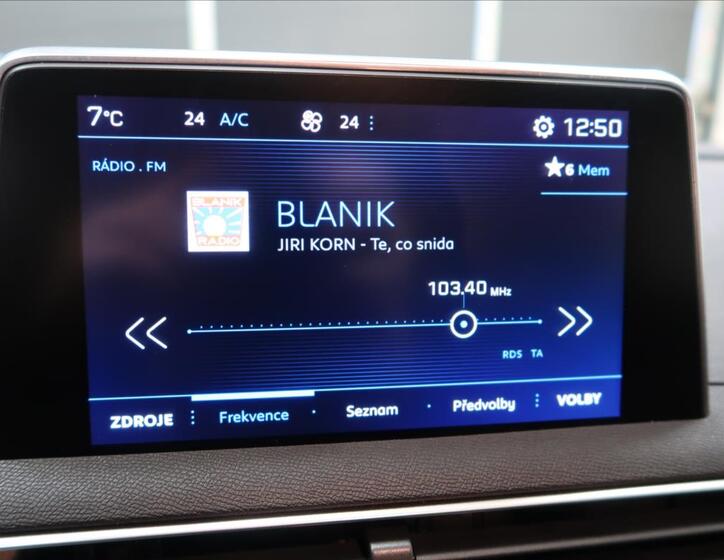 7°C 24 A/C 24 12:50
RÁDIO . FM 6 Mem
BLANIK
RADIO
BLANIK
JIRI KORN - Te, co snida
103.40 MHz
RDS TA
ZDROJE Frekvence Seznam Předvolby VOLBY